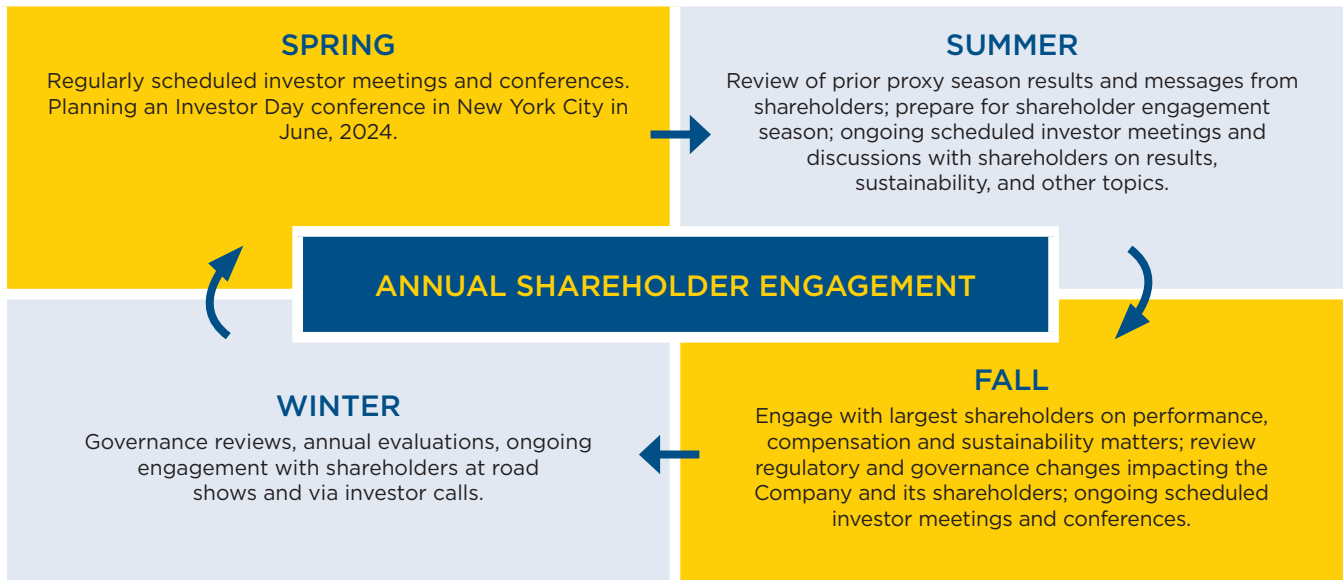 SPRING
Regularly scheduled investor meetings and conferences.
Planning an Investor Day conference in New York City in
June, 2024.
SUMMER
Review of prior proxy season results and messages from
shareholders; prepare for shareholder engagement
season; ongoing scheduled investor meetings and
discussions with shareholders on results,
sustainability, and other topics.
ANNUAL SHAREHOLDER ENGAGEMENT
WINTER
Governance reviews, annual evaluations, ongoing
engagement with shareholders at road
shows and via investor calls.
FALL
Engage with largest shareholders on performance,
compensation and sustainability matters; review
regulatory and governance changes impacting the
Company and its shareholders; ongoing scheduled
investor meetings and conferences.